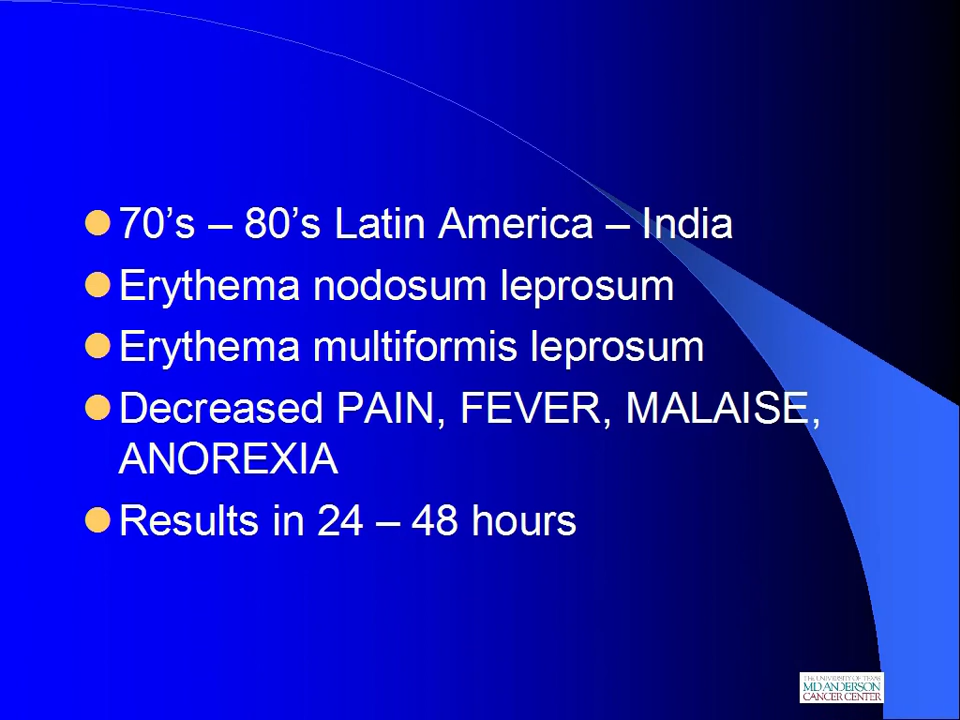 70’s – 80’s Latin America – India
Erythema nodosum leprosum
Erythema multiformis leprosum
Decreased PAIN, FEVER, MALAISE,
ANOREXIA
Results in 24 – 48 hours
THE UNIVERSITY OF TEXAS
MD ANDERSON
CANCER CENTER